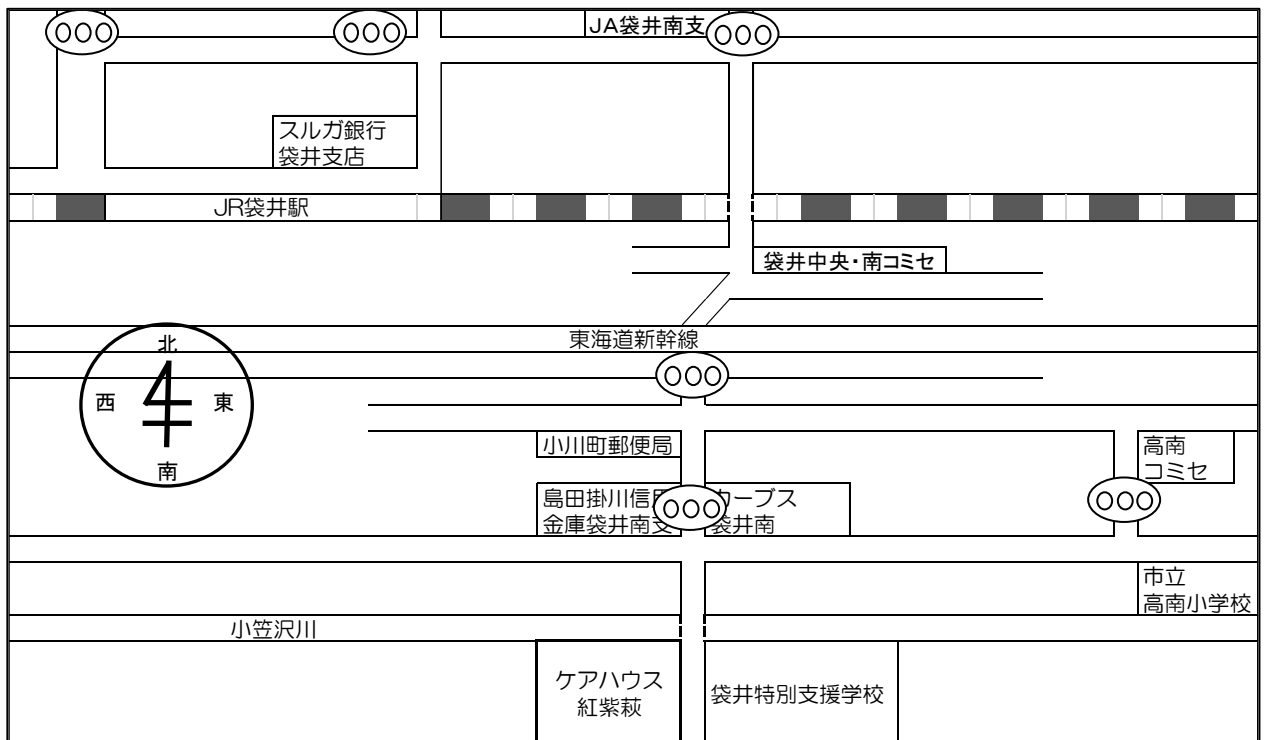 JA袋井南支
スルガ銀行
袋井支店
JR袋井駅
袋井中央・南コミセ
東海道新幹線
北
西
東
南
小川町郵便局
高南
コミセ
島田掛川信用
金庫袋井南支
カーブス
袋井南
市立
高南小学校
小笠沢川
ケアハウス
紅紫萩
袋井特別支援学校